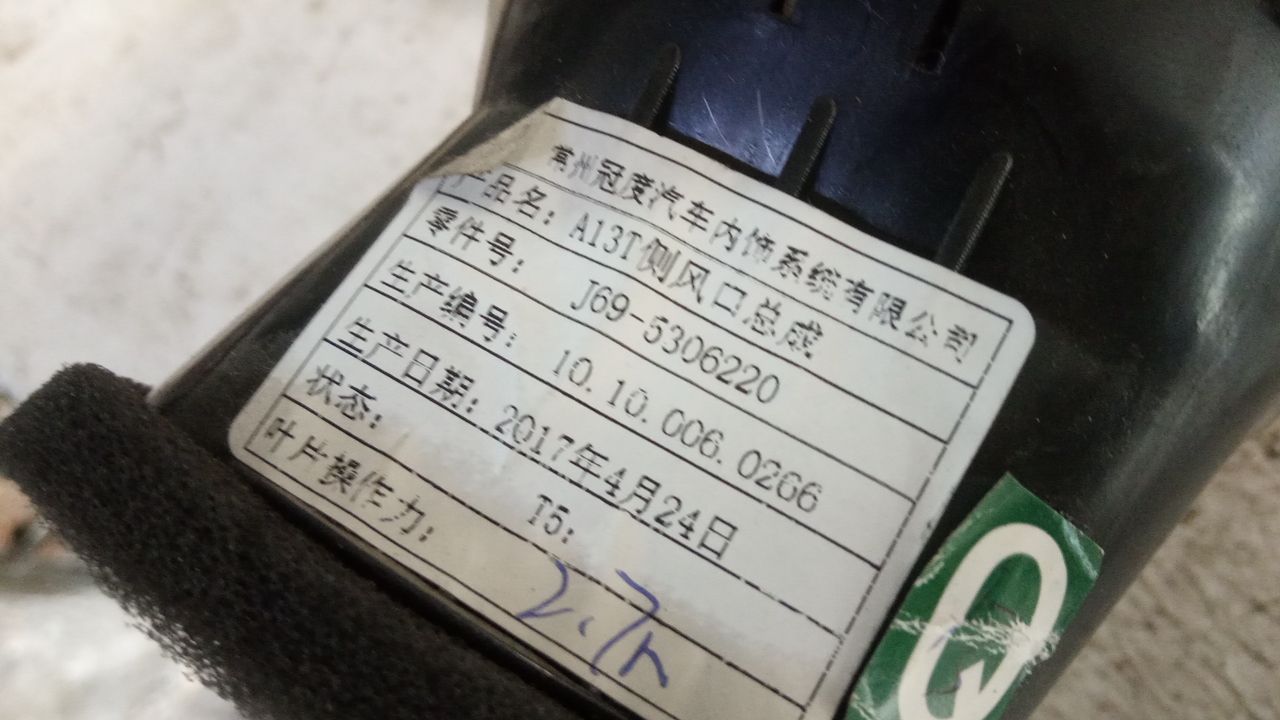 常州冠度汽车内饰系统有限公司
产品名: A13T侧风口总成
零件号: J69-5306220
生产编号: 10.10.006.0266
生产日期: 2017年4月24日
状态: T5:
叶片操作力: 2.7n